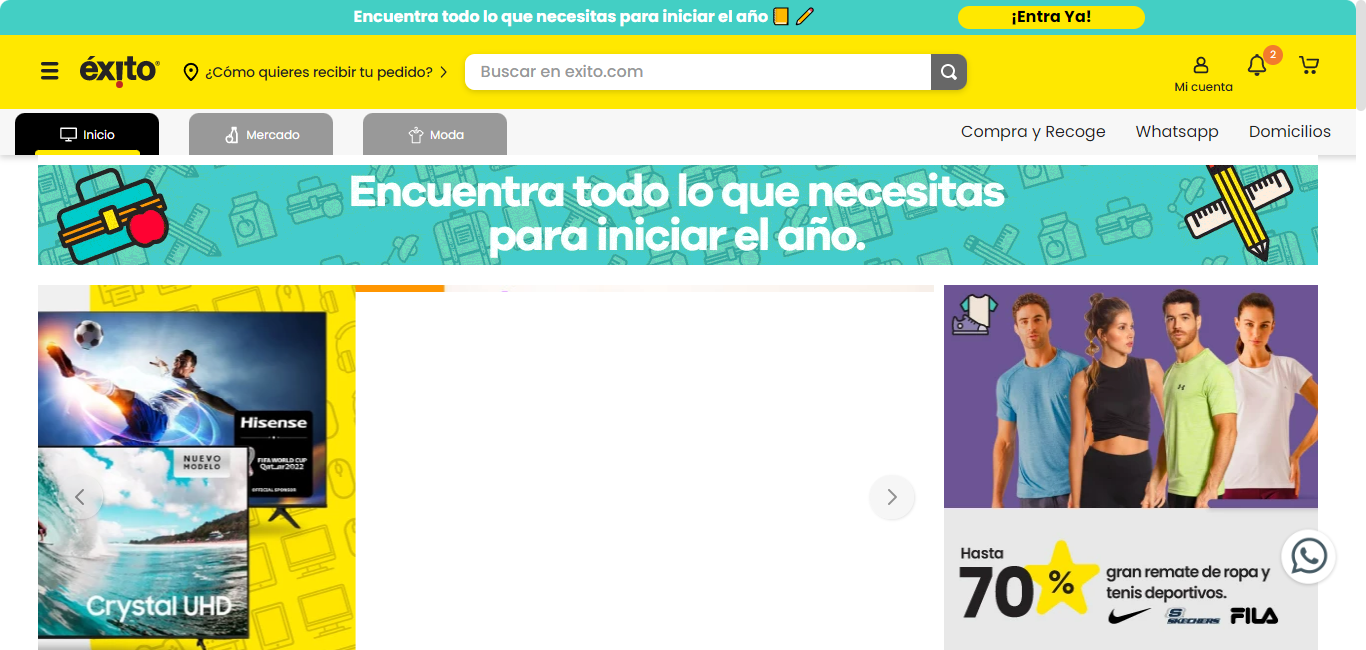 Encuentra todo lo que necesitas para iniciar el año
¡Entra Ya!
éxito
¿Cómo quieres recibir tu pedido?
Buscar en exito.com
Mi cuenta
2
Inicio
Mercado
Moda
Compra y Recoge
Whatsapp
Domicilios
Encuentra todo lo que necesitas
para iniciar el año.
Hisense
FIFA WORLD CUP
Qatar2022
OFFICIAL SPONSOR
NUEVO
MODELO
Crystal UHD
Hasta
70%
gran remate de ropa y
tenis deportivos.
SKECHERS
FILA